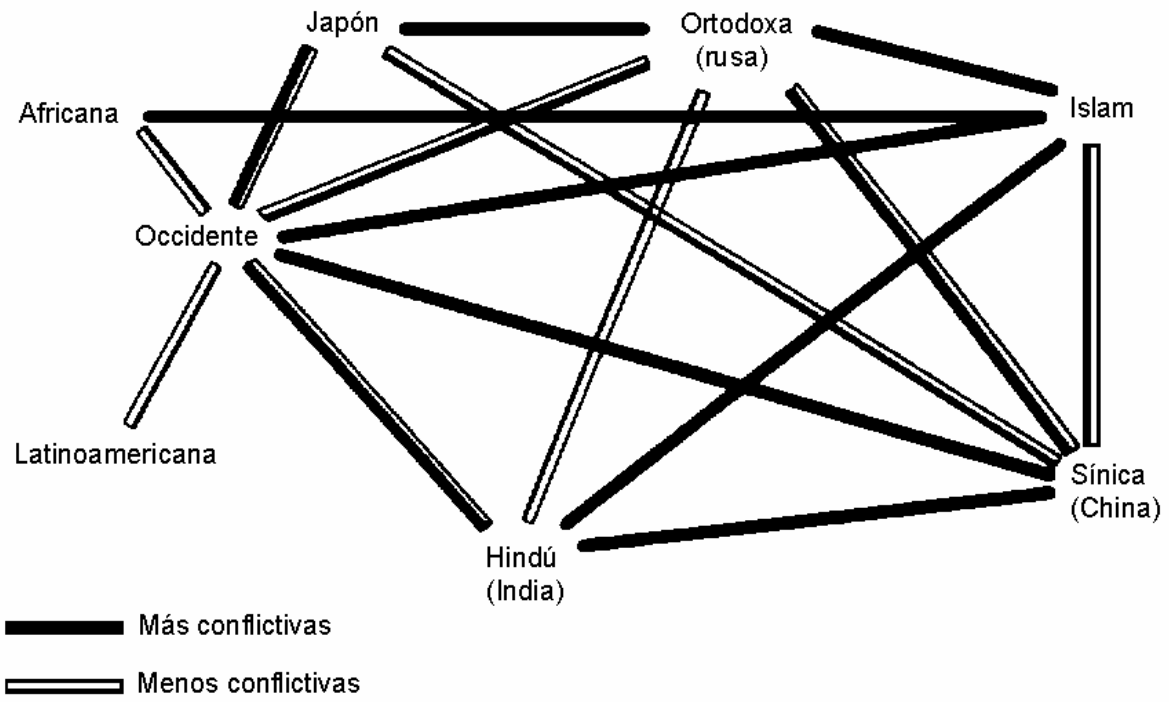 Japón
Ortodoxa
(rusa)
Africana
Islam
Occidente
Latinoamericana
Sínica
(China)
Hindú
(India)
Más conflictivas
Menos conflictivas